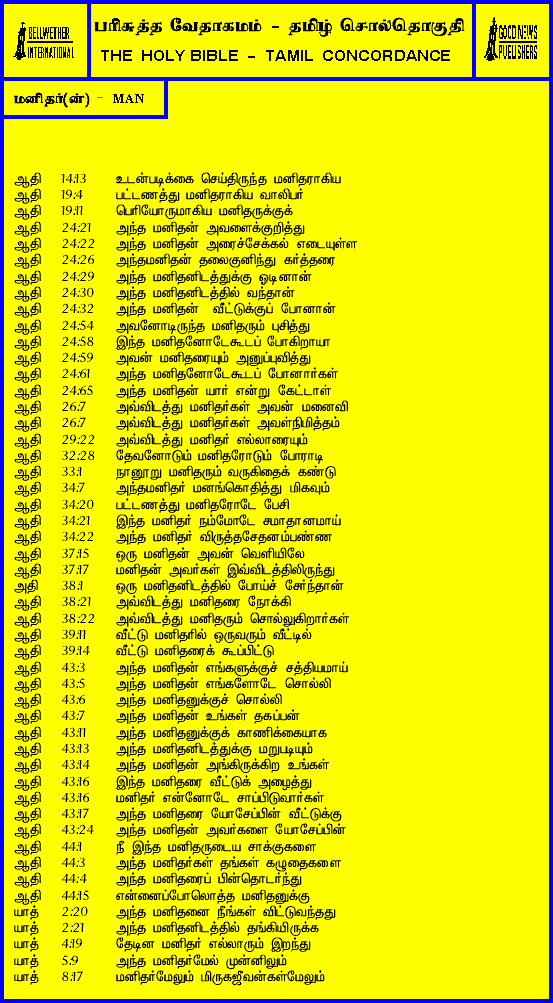 BELLWETHER
INTERNATIONAL
பரிசுத்த வேதாகமம் - தமிழ் சொல்தொகுதி
THE HOLY BIBLE - TAMIL CONCORDANCE
GOOD NEWS
PUBLISHERS
மனிதர்(ன்) - MAN
ஆதி 14:13 உடன்படிக்கை செய்திருந்த மனிதராகிய
ஆதி 19:4 பட்டணத்து மனிதராகிய வாலிபர்
ஆதி 19:11 பெரியோருமாகிய மனிதருக்குக்
ஆதி 24:21 அந்த மனிதன் அவளைக்குறித்து
ஆதி 24:22 அந்த மனிதன் அரைச்சேக்கல் எடையுள்ள
ஆதி 24:26 அந்தமனிதன் தலைகுனிந்து கர்த்தரை
ஆதி 24:29 அந்த மனிதனிடத்துக்கு ஒடினான்
ஆதி 24:30 அந்த மனிதனிடத்தில் வந்தான்
ஆதி 24:32 அந்த மனிதன் வீட்டுக்குப் போனான்
ஆதி 24:54 அவனோடிருந்த மனிதரும் புசித்து
ஆதி 24:58 இந்த மனிதனோடேகூடப் போகிறாயா
ஆதி 24:59 அவன் மனிதரையும் அனுப்புவித்து
ஆதி 24:61 அந்த மனிதனோடேகூடப் போனார்கள்
ஆதி 24:65 அந்த மனிதன் யார் என்று கேட்டாள்
ஆதி 26:7 அவ்விடத்து மனிதர்கள் அவன் மனைவி
ஆதி 26:7 அவ்விடத்து மனிதர்கள் அவள்நிமித்தம்
ஆதி 29:22 அவ்விடத்து மனிதர் எல்லாரையும்
ஆதி 32:28 தேவனோடும் மனிதரோடும் போராடி
ஆதி 33:1 நானூறு மனிதரும் வருகிதைக் கண்டு
ஆதி 34:7 அந்தமனிதர் மனங்கொதித்து மிகவும்
ஆதி 34:20 பட்டணத்து மனிதரோடே பேசி
ஆதி 34:21 இந்த மனிதர் நம்மோடே சமாதானமாய்
ஆதி 34:22 அந்த மனிதர் விருத்தசேதனம்பண்ண
ஆதி 37:15 ஒரு மனிதன் அவன் வெளியிலே
ஆதி 37:17 மனிதன் அவர்கள் இவ்விடத்திலிருந்து
அதி 38:1 ஒரு மனிதனிடத்தில் போய்ச் சேர்ந்தான்
ஆதி 38:21 அவ்விடத்து மனிதரை நோக்கி
ஆதி 38:22 அவ்விடத்து மனிதரும் சொல்லுகிறார்கள்
ஆதி 39:11 வீட்டு மனிதரில் ஒருவரும் வீட்டில்
ஆதி 39:14 வீட்டு மனிதரைக் கூப்பிட்டு
ஆதி 43:3 அந்த மனிதன் எங்களுக்குச் சத்தியமாய்
ஆதி 43:5 அந்த மனிதன் எங்களோடே சொல்லி
ஆதி 43:6 அந்த மனிதனுக்குச் சொல்லி
ஆதி 43:7 அந்த மனிதன் உங்கள் தகப்பன்
ஆதி 43:11 அந்த மனிதனுக்குக் காணிக்கையாக
ஆதி 43:13 அந்த மனிதனிடத்துக்கு மறுபடியும்
ஆதி 43:14 அந்த மனிதன் அங்கிருக்கிற உங்கள்
ஆதி 43:16 இந்த மனிதரை வீட்டுக் அழைத்து
ஆதி 43:16 மனிதர் என்னோடே சாப்பிடுவார்கள்
ஆதி 43:17 அந்த மனிதரை யோசேப்பின் வீட்டுக்கு
ஆதி 43:24 அந்த மனிதன் அவர்களை யோசேப்பின்
ஆதி 44:1 நீ இந்த மனிதருடைய சாக்குகளை
ஆதி 44:3 அந்த மனிதர்கள் தங்கள் கழுதைகளை
ஆதி 44:4 அந்த மனிதரைப் பின்தொடர்ந்து
ஆதி 44:15 என்னைப்போலொத்த மனிதனுக்கு
யாத் 2:20 அந்த மனிதனை நீங்கள் விட்டுவந்தது
யாத் 2:21 அந்த மனிதனிடத்தில் தங்கியிருக்க
யாத் 4:19 தேடின மனிதர் எல்லாரும் இறந்து
யாத் 5:9 அந்த மனிதர்மேல் முன்னிலும்
யாத் 8:17 மனிதர்மேலும் மிருகஜீவன்கள்மேலும்